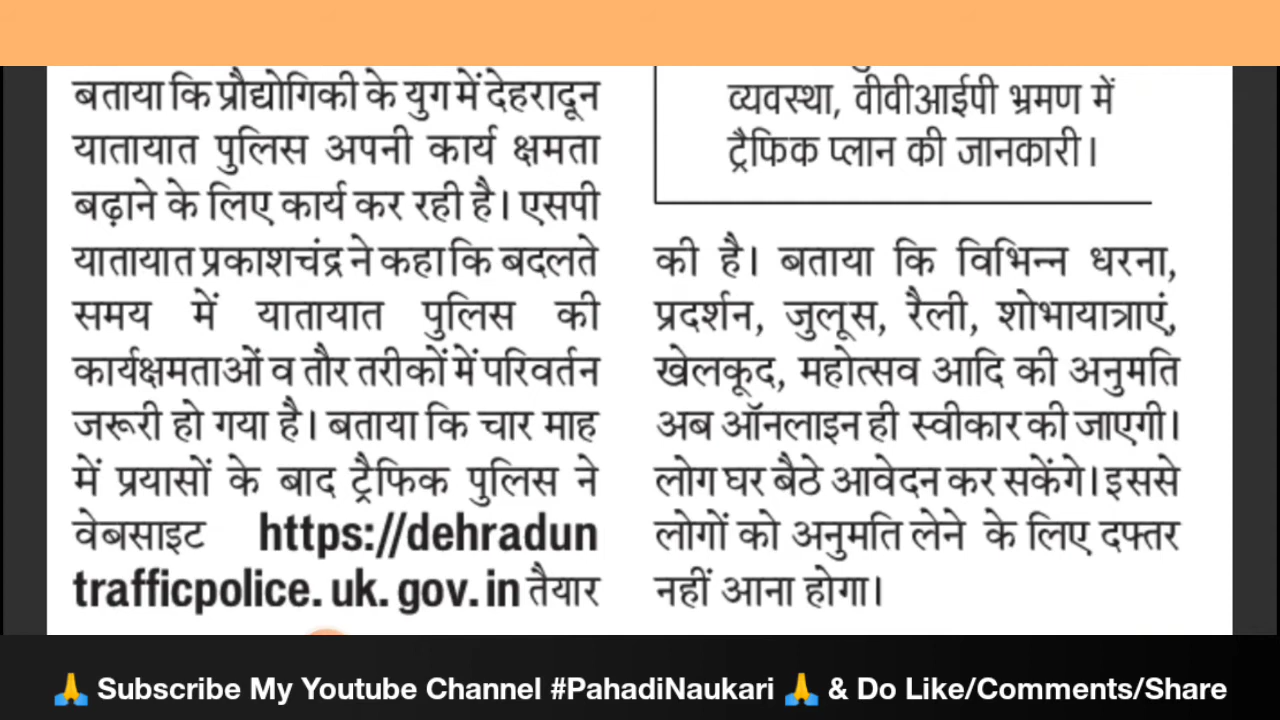 बताया कि प्रौद्योगिकी के युग में देहरादून
यातायात पुलिस अपनी कार्य क्षमता
बढ़ाने के लिए कार्य कर रही है। एसपी
यातायात प्रकाशचंद्र ने कहा कि बदलते
समय में यातायात पुलिस की
कार्यक्षमताओं व तौर तरीकों में परिवर्तन
जरूरी हो गया है। बताया कि चार माह
में प्रयासों के बाद ट्रैफिक पुलिस ने
वेबसाइट https://dehradun
trafficpolice. uk. gov. in तैयार
व्यवस्था, वीवीआईपी भ्रमण में
ट्रैफिक प्लान की जानकारी।
की है। बताया कि विभिन्न धरना,
प्रदर्शन, जुलूस, रैली, शोभायात्राएं,
खेलकूद, महोत्सव आदि की अनुमति
अब ऑनलाइन ही स्वीकार की जाएगी।
लोग घर बैठे आवेदन कर सकेंगे। इससे
लोगों को अनुमति लेने के लिए दफ्तर
नहीं आना होगा।
🙏 Subscribe My Youtube Channel #PahadiNaukari 🙏 & Do Like/Comments/Share